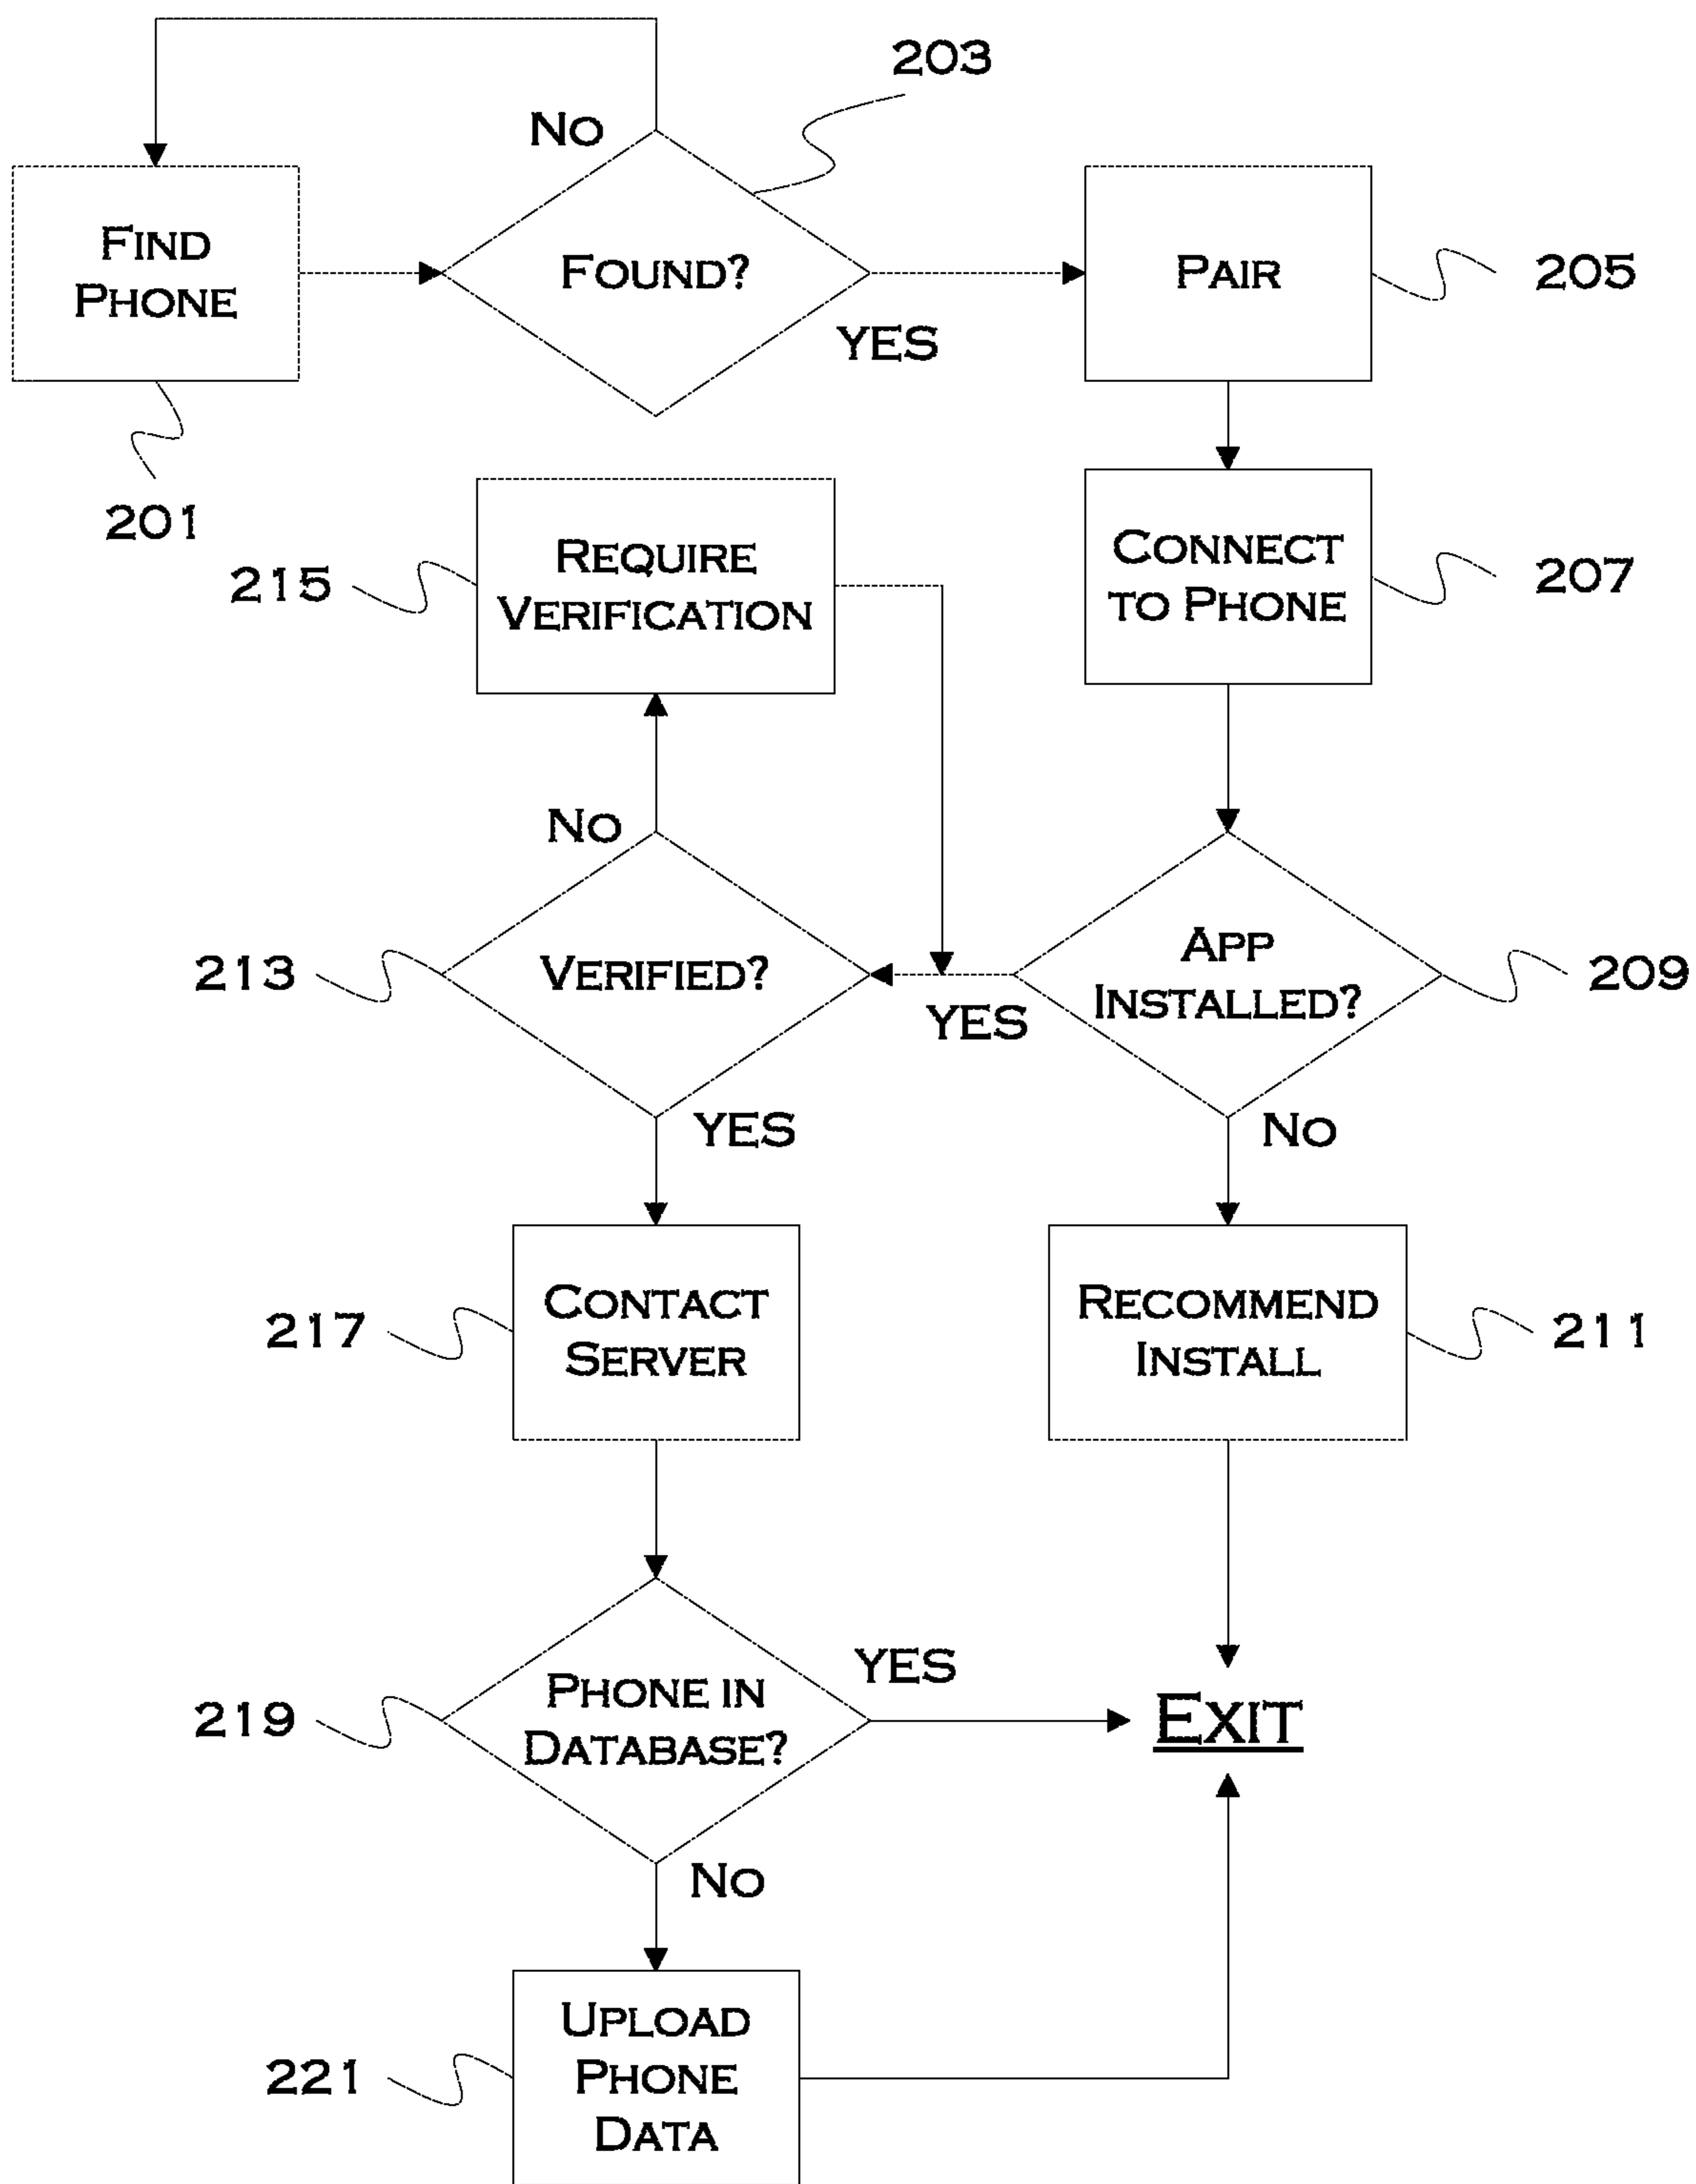 203
No
Find
Phone
Found?
Pair
205
Yes
201
Require
Verification
215
Connect
to Phone
207
No
213
Verified?
App
Installed?
209
Yes
Yes
No
217
Contact
Server
Recommend
Install
211
Yes
219
Phone in
Database?
Exit
No
221
Upload
Phone
Data